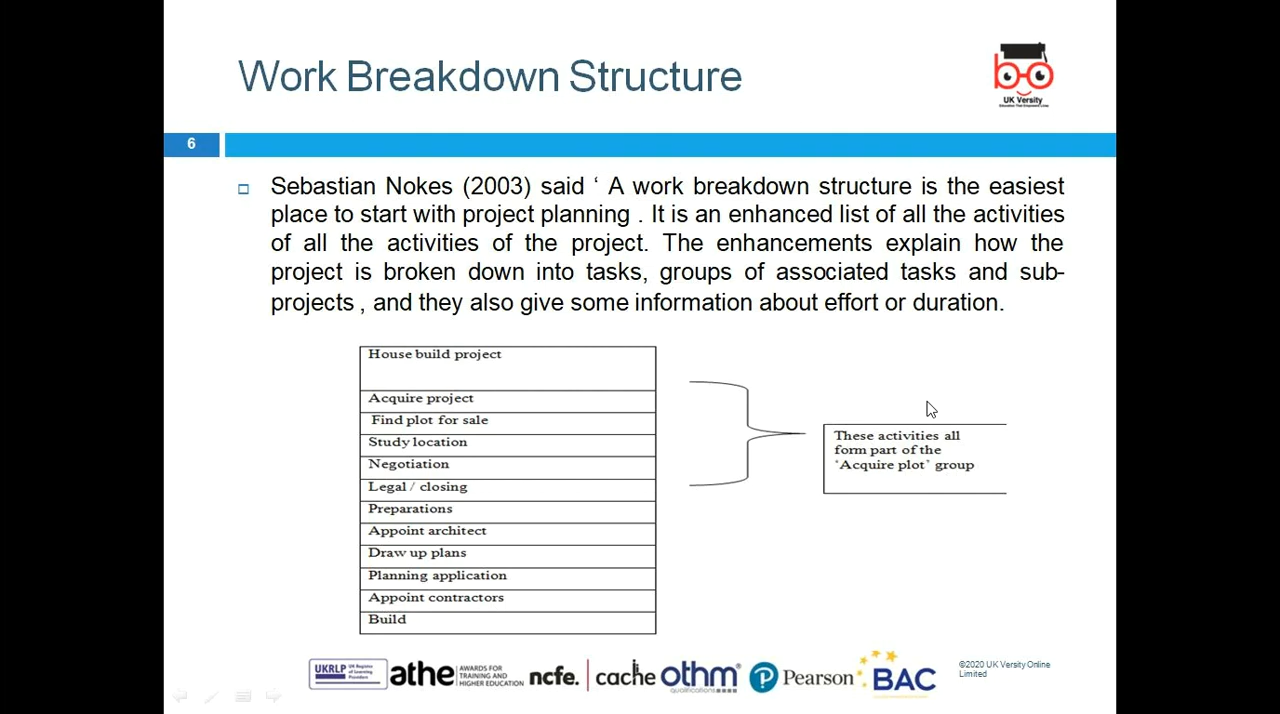 Work Breakdown Structure
UK Versity
6
Sebastian Nokes (2003) said ‘ A work breakdown structure is the easiest
place to start with project planning . It is an enhanced list of all the activities
of all the activities of the project. The enhancements explain how the
project is broken down into tasks, groups of associated tasks and sub-
projects , and they also give some information about effort or duration.
House build project
Acquire project
Find plot for sale
Study location
Negotiation
Legal / closing
Preparations
Appoint architect
Draw up plans
Planning application
Appoint contractors
Build
These activities all
form part of the
‘Acquire plot’ group
UKRLP
UK Register
of Learning
Providers
athe
AWARDS FOR
TRAINING AND
HIGHER EDUCATION
ncfe.
cache
othm
qualifications
Pearson
BAC
©2020 UK Versity Online
Limited